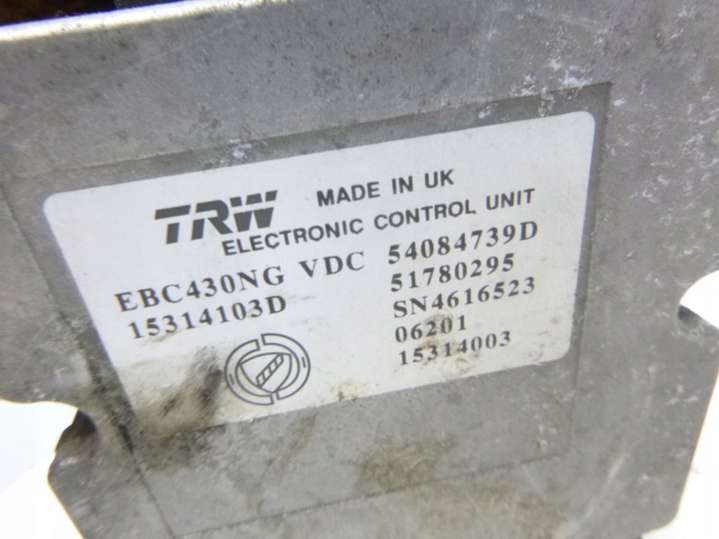 TRW MADE IN UK
ELECTRONIC CONTROL UNIT
EBC430NG VDC 54084739D
15314103D 51780295
SN4616523
06201
15314003